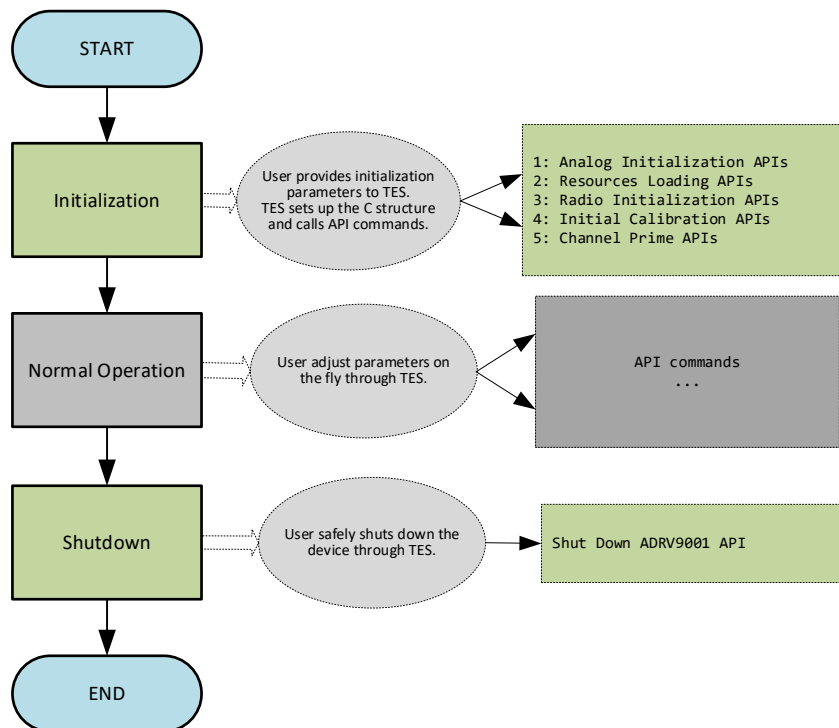 START
Initialization
User provides initialization
parameters to TES.
TES sets up the C structure
and calls API commands.
1: Analog Initialization APIs
2: Resources Loading APIs
3: Radio Initialization APIs
4: Initial Calibration APIs
5: Channel Prime APIs
Normal Operation
User adjust parameters on
the fly through TES.
API commands
...
Shutdown
User safely shuts down the
device through TES.
Shut Down ADRV9001 API
END